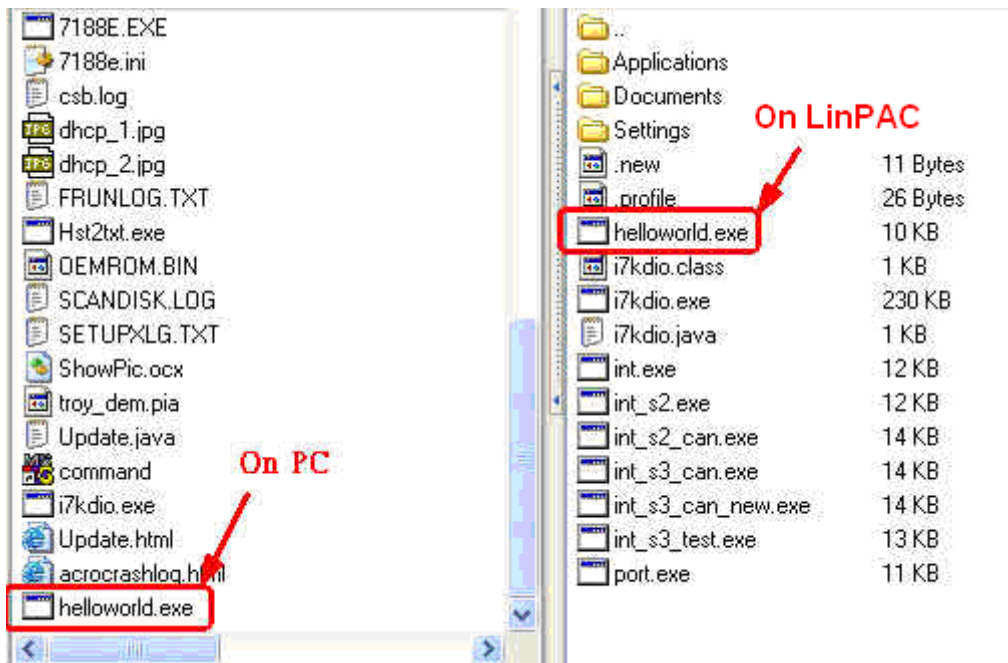 7188E.EXE
7188e.ini
csb.log
dhcp_1.jpg
dhcp_2.jpg
FRUNLOG.TXT
Hst2txt.exe
OEMROM.BIN
SCANDISK.LOG
SETUPXLG.TXT
ShowPic.ocx
troy_dem.pia
Update.java
command
On PC
i7kdio.exe
Update.html
acrocrashlog.html
helloworld.exe
..
Applications
Documents
Settings
On LinPAC
.new 11 Bytes
.profile 26 Bytes
helloworld.exe 10 KB
i7kdio.class 1 KB
i7kdio.exe 230 KB
i7kdio.java 1 KB
int.exe 12 KB
int_s2.exe 12 KB
int_s2_can.exe 14 KB
int_s3_can.exe 14 KB
int_s3_can_new.exe 14 KB
int_s3_test.exe 13 KB
port.exe 11 KB